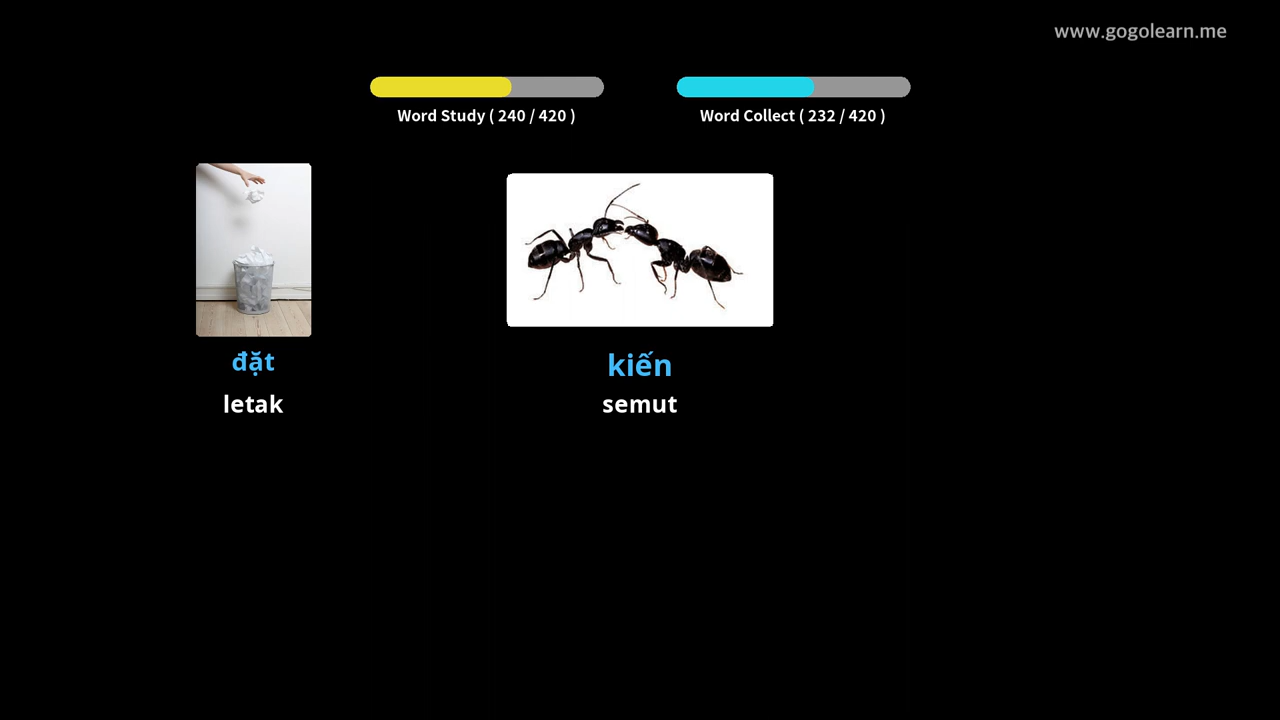 www.gogolearn.me
Word Study ( 240 / 420 )
Word Collect ( 232 / 420 )
đặt
letak
kiến
semut